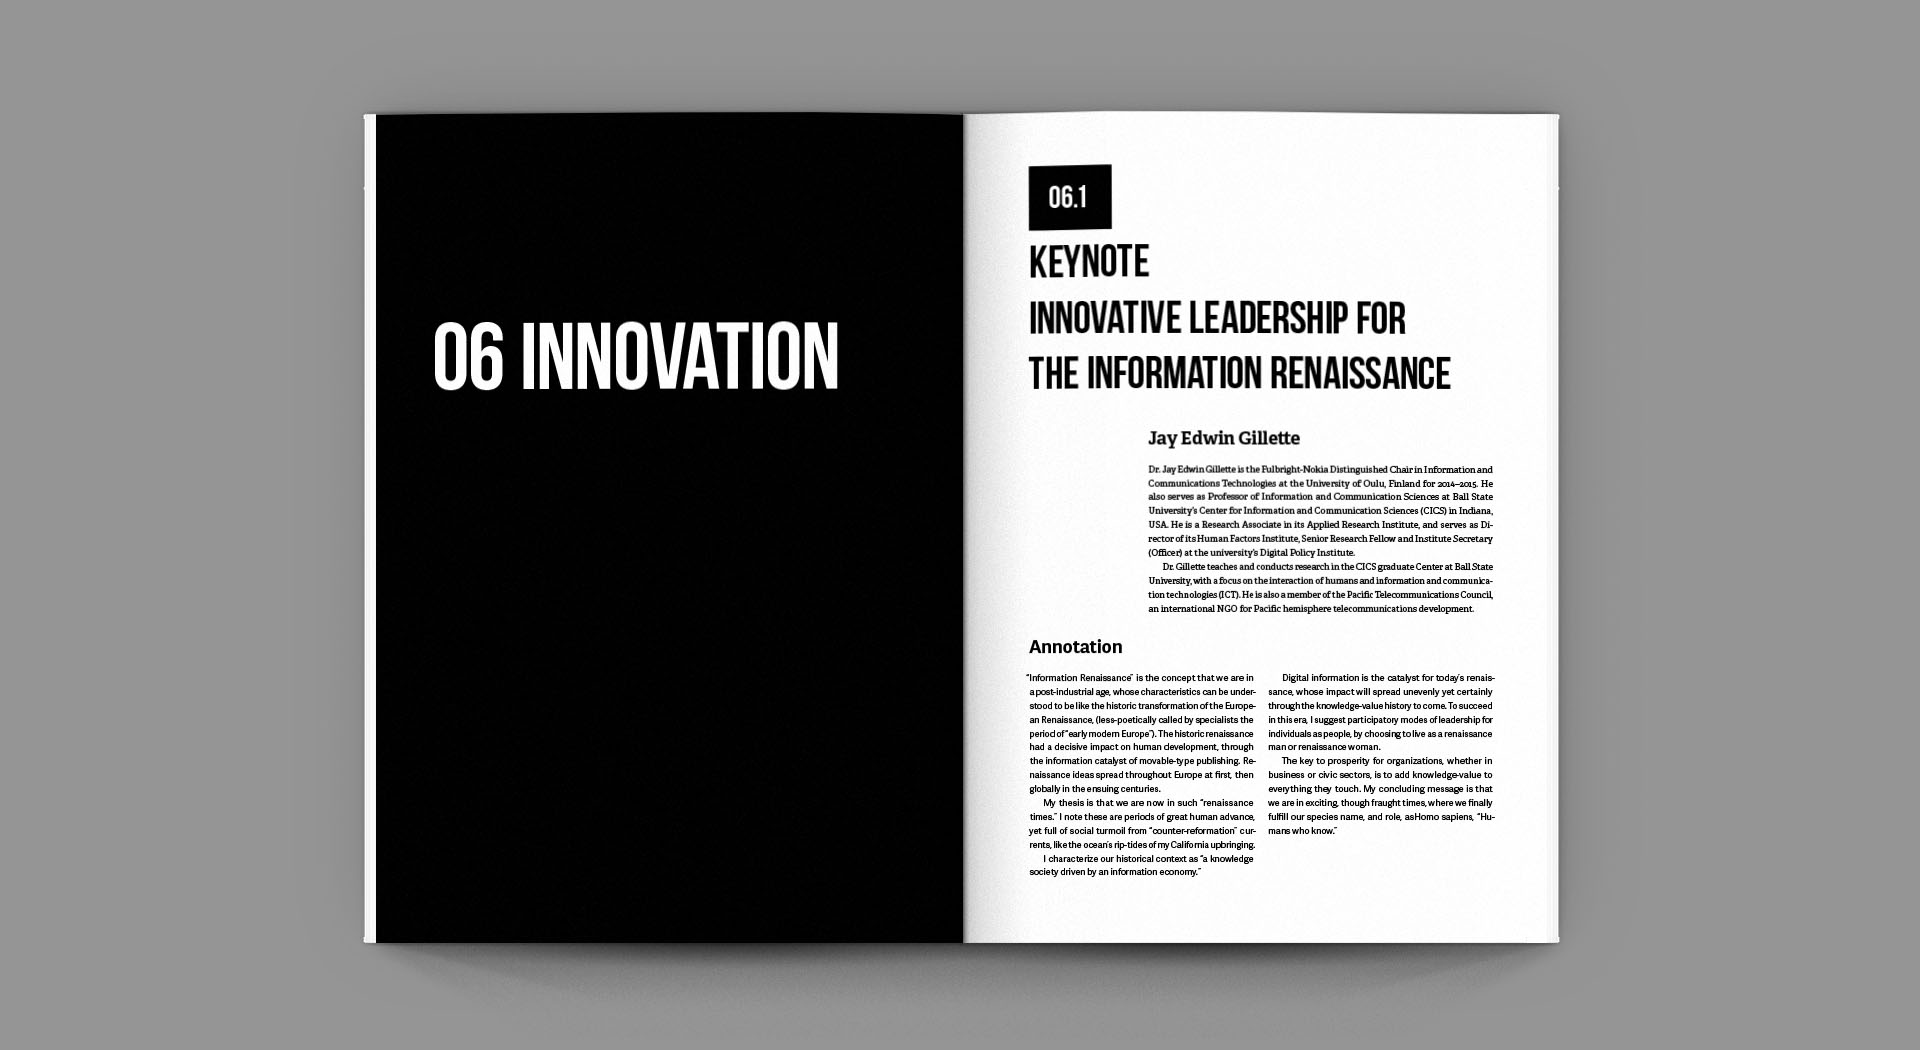 06 INNOVATION
06.1
KEYNOTE
INNOVATIVE LEADERSHIP FOR
THE INFORMATION RENAISSANCE
Jay Edwin Gillette
Dr. Jay Edwin Gillette is the Fulbright-Nokia Distinguished Chair in Information and
Communications Technologies at the University of Oulu, Finland for 2014–2015. He
also serves as Professor of Information and Communication Sciences at Ball State
University's Center for Information and Communication Sciences (CICS) in Indiana,
USA. He is a Research Associate in its Applied Research Institute, and serves as Di-
rector of its Human Factors Institute, Senior Research Fellow and Institute Secretary
(Officer) at the university's Digital Policy Institute.
Dr. Gillette teaches and conducts research in the CICS graduate Center at Ball State
University, with a focus on the interaction of humans and information and communica-
tion technologies (ICT). He is also a member of the Pacific Telecommunications Council,
an international NGO for Pacific hemisphere telecommunications development.
Annotation
“Information Renaissance” is the concept that we are in
a post-industrial age, whose characteristics can be under-
stood to be like the historic transformation of the Europe-
an Renaissance, (less-poetically called by specialists the
period of “early modern Europe”). The historic renaissance
had a decisive impact on human development, through
the information catalyst of movable-type publishing. Re-
naissance ideas spread throughout Europe at first, then
globally in the ensuing centuries.
My thesis is that we are now in such “renaissance
times.” I note these are periods of great human advance,
yet full of social turmoil from “counter-reformation” cur-
rents, like the ocean's rip-tides of my California upbringing.
I characterize our historical context as “a knowledge
society driven by an information economy.”
Digital information is the catalyst for today's renais-
sance, whose impact will spread unevenly yet certainly
through the knowledge-value history to come. To succeed
in this era, I suggest participatory modes of leadership for
individuals as people, by choosing to live as a renaissance
man or renaissance woman.
The key to prosperity for organizations, whether in
business or civic sectors, is to add knowledge-value to
everything they touch. My concluding message is that
we are in exciting, though fraught times, where we finally
fulfill our species name, and role, asHomo sapiens, “Hu-
mans who know.”